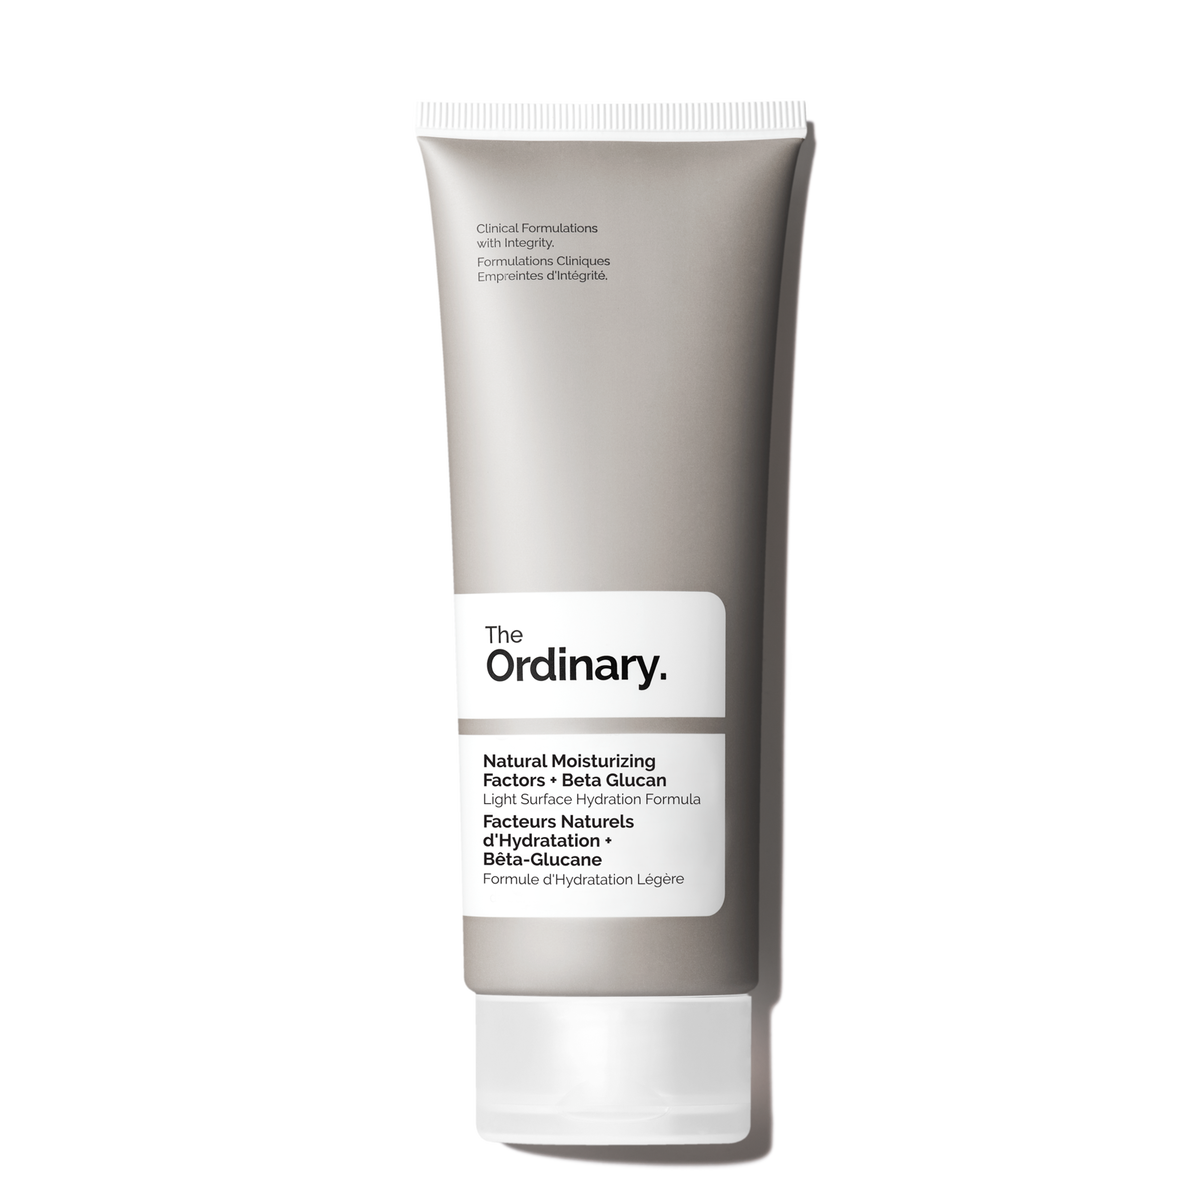 Clinical Formulations
with Integrity.
Formulations Cliniques
Empreintes d'Intégrité.
The
Ordinary.
Natural Moisturizing
Factors + Beta Glucan
Light Surface Hydration Formula
Facteurs Naturels
d'Hydratation +
Bêta-Glucane
Formule d'Hydratation Légère